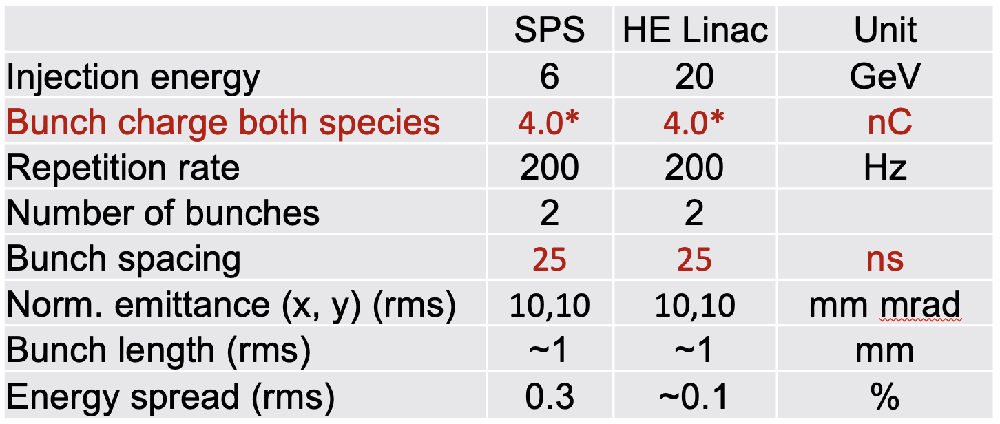 SPS HE Linac Unit
Injection energy 6 20 GeV
Bunch charge both species 4.0* 4.0* nC
Repetition rate 200 200 Hz
Number of bunches 2 2
Bunch spacing 25 25 ns
Norm. emittance (x, y) (rms) 10,10 10,10 mm mrad
Bunch length (rms) ~1 ~1 mm
Energy spread (rms) 0.3 ~0.1 %